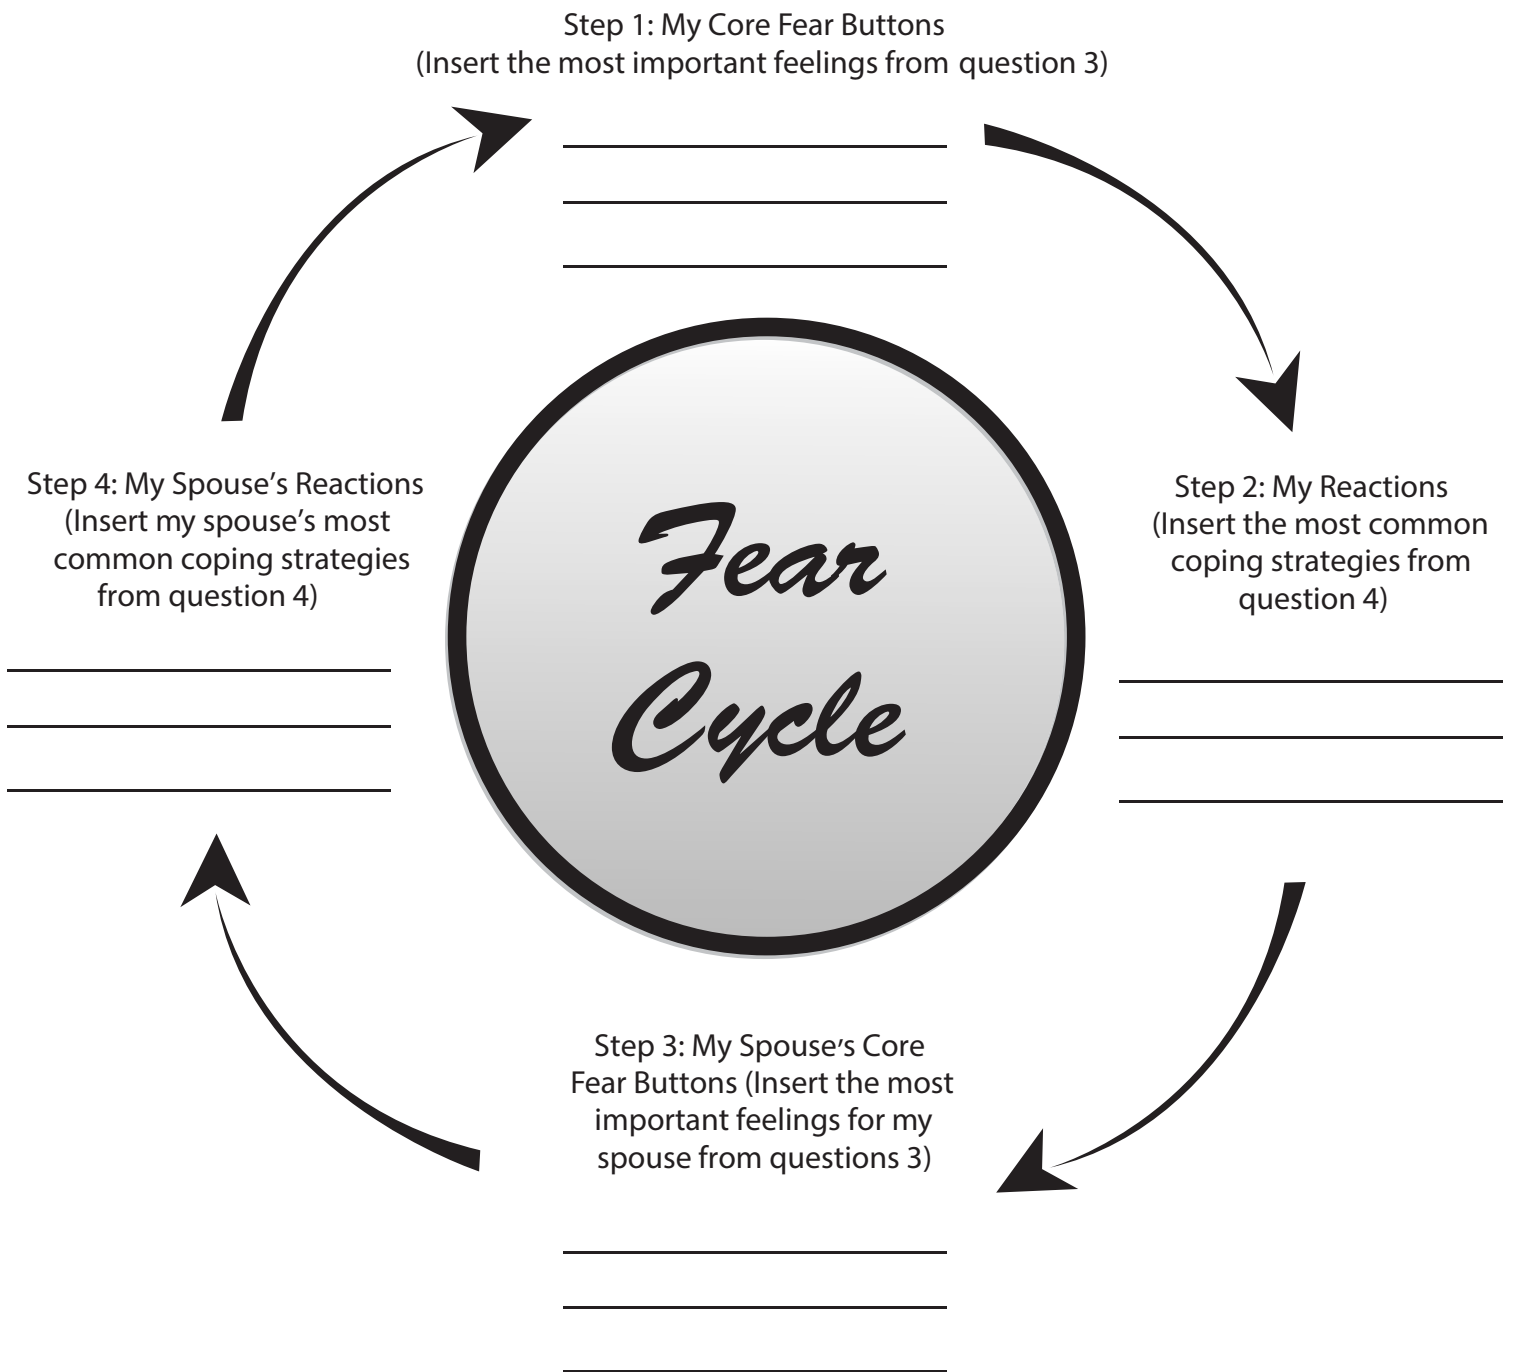 Step 1: My Core Fear Buttons
(Insert the most important feelings from question 3)
Step 4: My Spouse’s Reactions
(Insert my spouse’s most
common coping strategies
from question 4)
Fear
Cycle
Step 2: My Reactions
(Insert the most common
coping strategies from
question 4)
Step 3: My Spouse's Core
Fear Buttons (Insert the most
important feelings for my
spouse from questions 3)